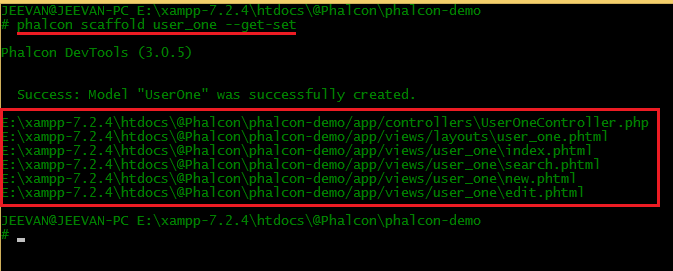 JEEVAN@JEEVAN-PC E:\xampp-7.2.4\htdocs\@Phalcon\phalcon-demo
# phalcon scaffold user_one --get-set
Phalcon DevTools (3.0.5)
Success: Model "UserOne" was successfully created.
E:\xampp-7.2.4\htdocs\@Phalcon\phalcon-demo/app/controllers\UserOneController.php
E:\xampp-7.2.4\htdocs\@Phalcon\phalcon-demo/app/views/layouts\user_one.phtml
E:\xampp-7.2.4\htdocs\@Phalcon\phalcon-demo/app/views/user_one\index.phtml
E:\xampp-7.2.4\htdocs\@Phalcon\phalcon-demo/app/views/user_one\search.phtml
E:\xampp-7.2.4\htdocs\@Phalcon\phalcon-demo/app/views/user_one\new.phtml
E:\xampp-7.2.4\htdocs\@Phalcon\phalcon-demo/app/views/user_one\edit.phtml
JEEVAN@JEEVAN-PC E:\xampp-7.2.4\htdocs\@Phalcon\phalcon-demo
#